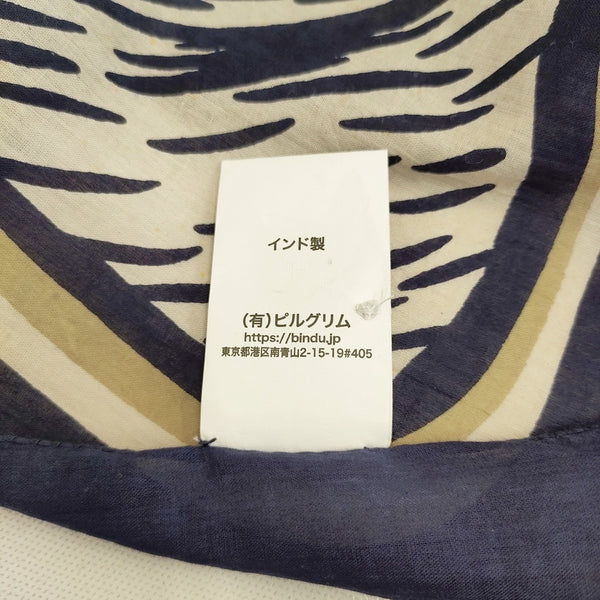 インド製
(有)ピルグリム
https://bindu.jp
東京都港区南青山2-15-19#405